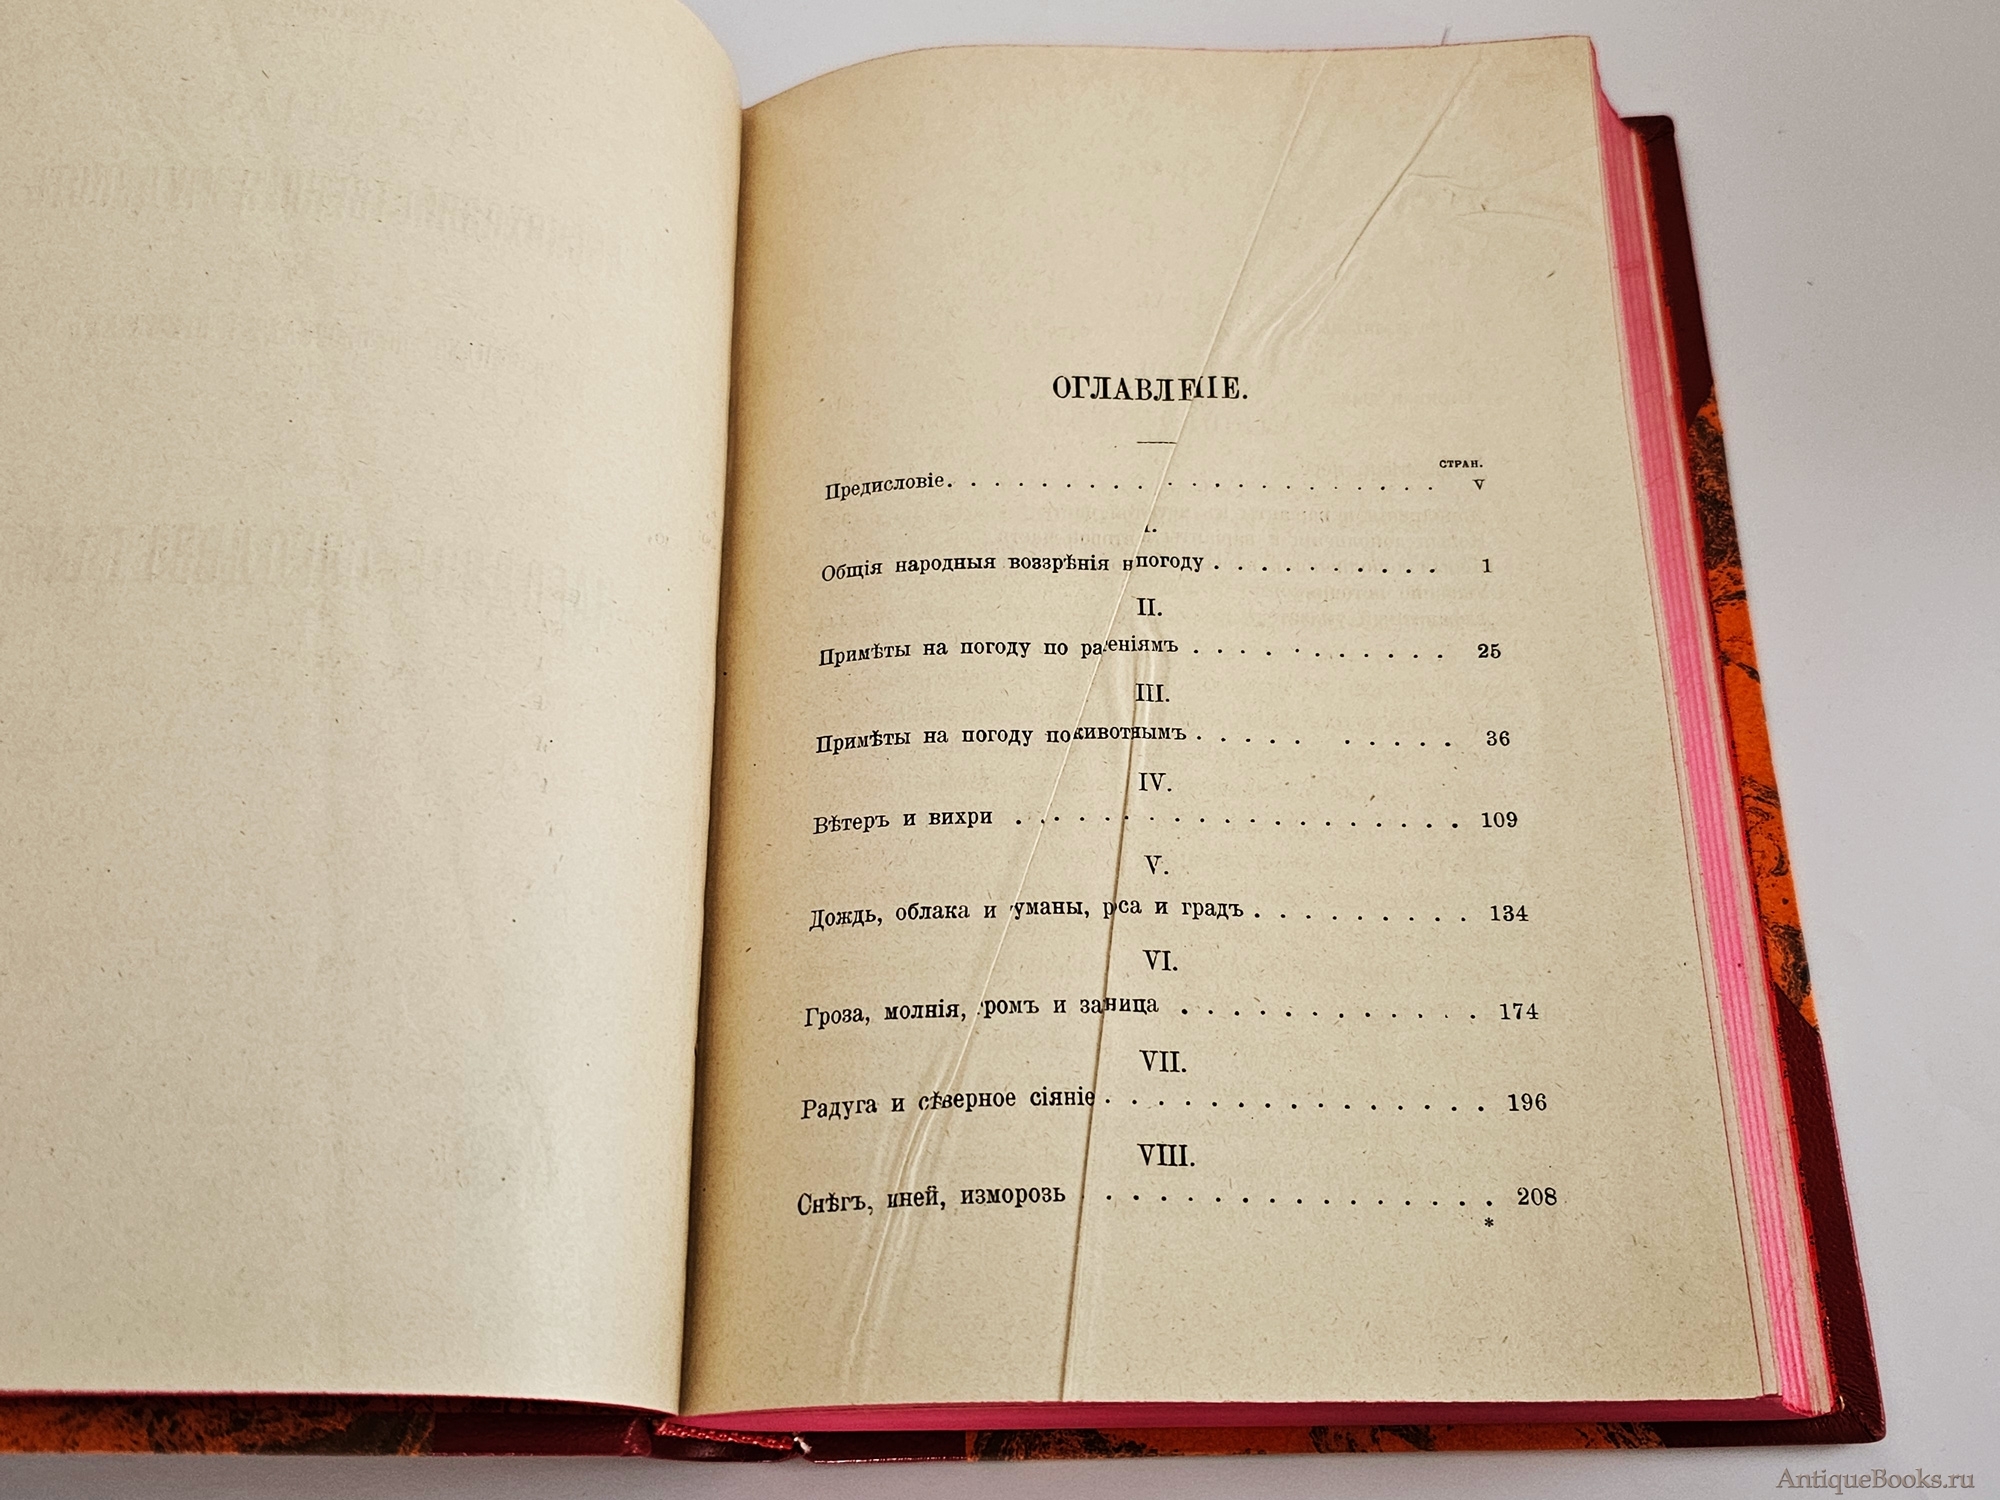 ОГЛАВЛЕНІЕ.
СТРАН.
Предисловіе. . . . . . . . . . . . . . . . . . . . . V
I.
Общія народныя воззрѣнія на погоду . . . . . . . . . . 1
II.
Примѣты на погоду по растеніямъ . . . . . . . . . . . 25
III.
Примѣты на погоду по животнымъ . . . . . . . . . . 36
IV.
Вѣтеръ и вихри . . . . . . . . . . . . . . . . . . 109
V.
Дождь, облака и туманы, роса и градъ . . . . . . . . . 134
VI.
Гроза, молнія, громъ и зарница . . . . . . . . . . . . 174
VII.
Радуга и сѣверное сіяніе . . . . . . . . . . . . . . . 196
VIII.
Снѣгъ, иней, изморозь . . . . . . . . . . . . . . . . 208
*
AntiqueBooks.ru